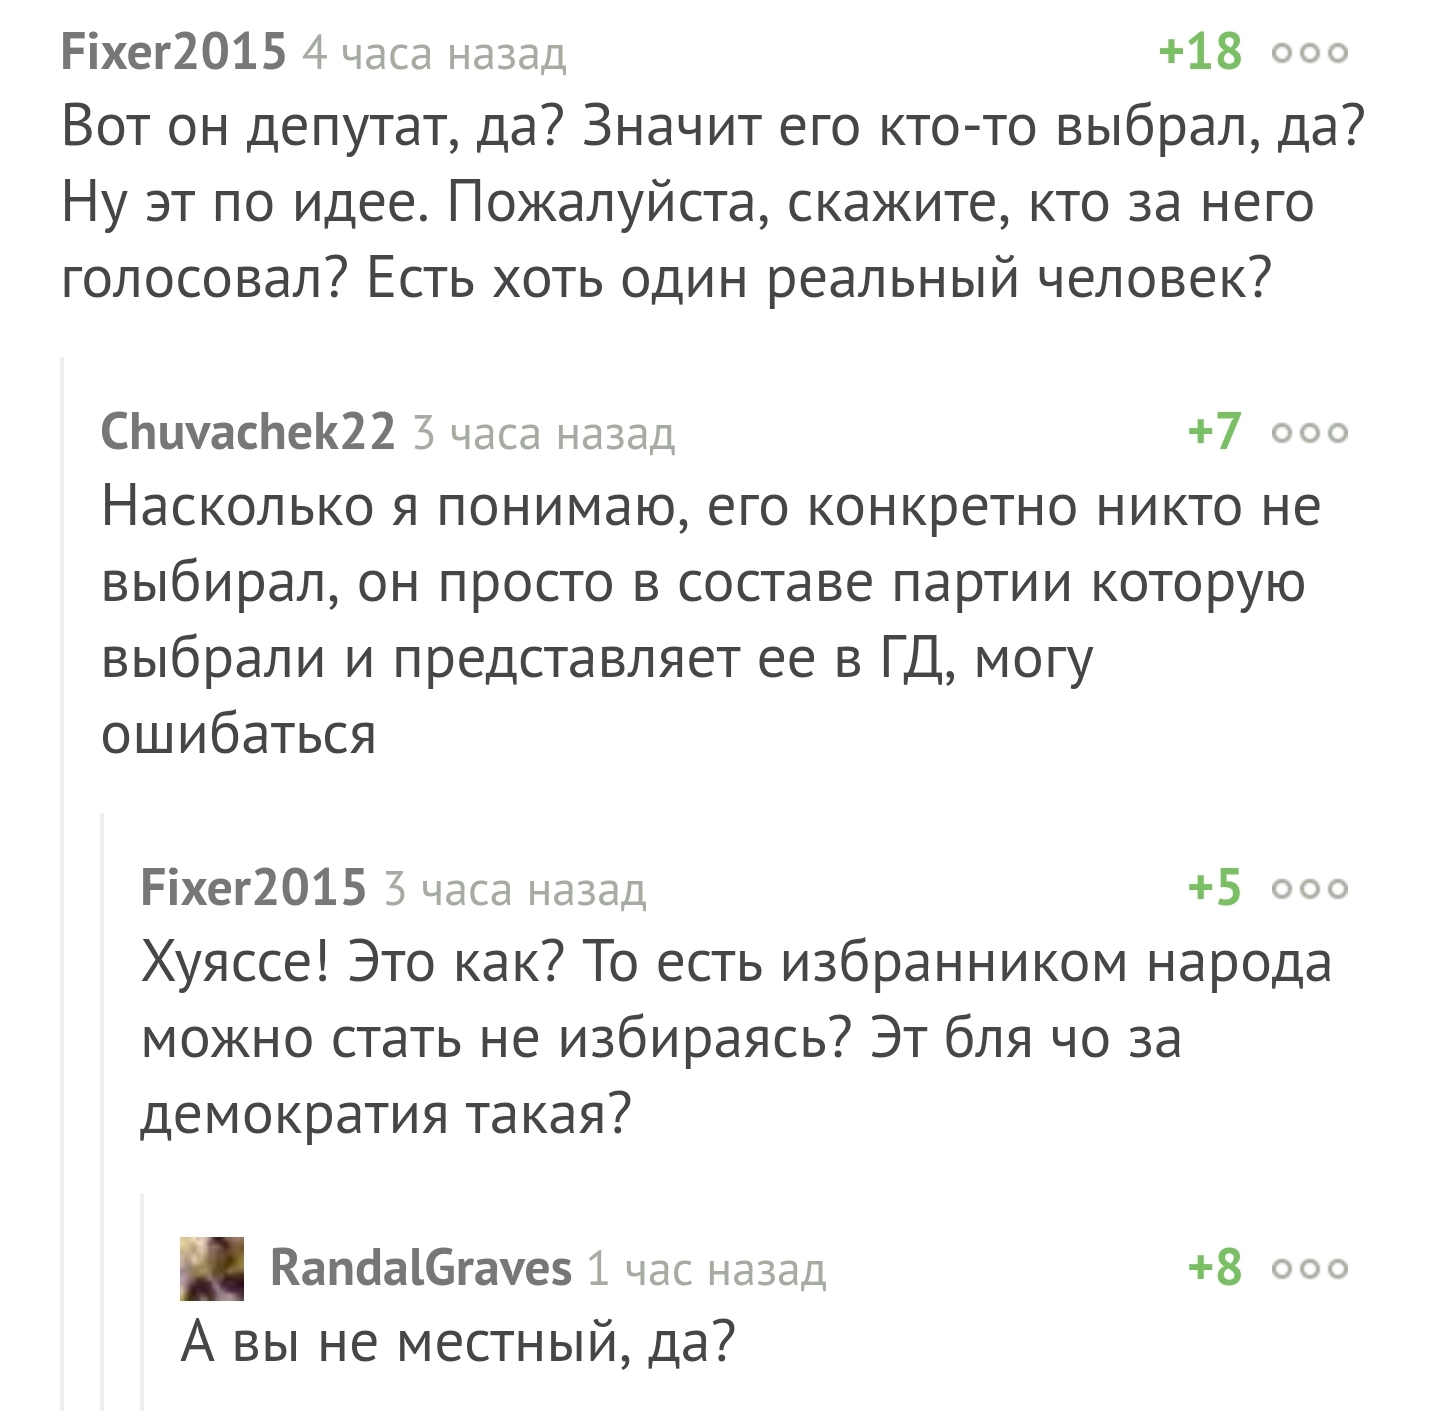 Fixer2015 4 часа назад +18
Вот он депутат, да? Значит его кто-то выбрал, да?
Ну эт по идее. Пожалуйста, скажите, кто за него
голосовал? Есть хоть один реальный человек?
Chuvachek22 3 часа назад +7
Насколько я понимаю, его конкретно никто не
выбирал, он просто в составе партии которую
выбрали и представляет ее в ГД, могу
ошибаться
Fixer2015 3 часа назад +5
Хуяссе! Это как? То есть избранником народа
можно стать не избираясь? Эт бля чо за
демократия такая?
RandalGraves 1 час назад +8
А вы не местный, да?